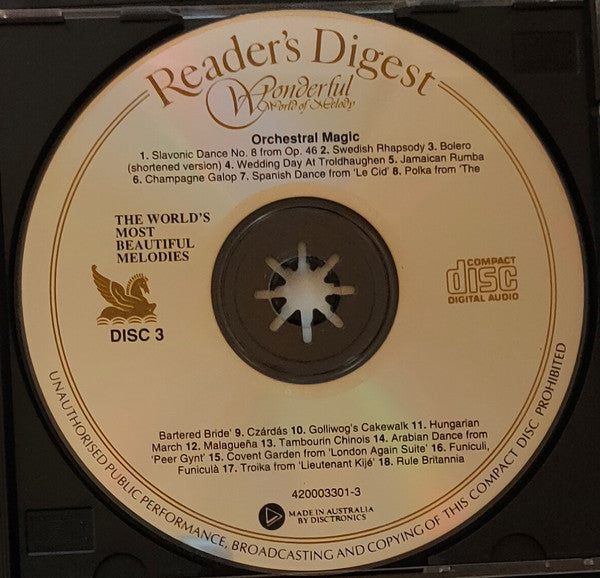 Reader's Digest
Wonderful
World of Melody
Orchestral Magic
1. Slavonic Dance No. 8 from Op. 46 2. Swedish Rhapsody 3. Bolero
(shortened version) 4. Wedding Day At Troldhaughen 5. Jamaican Rumba
6. Champagne Galop 7. Spanish Dance from 'Le Cid' 8. Polka from 'The
THE WORLD'S
MOST
BEAUTIFUL
MELODIES
DISC 3
COMPACT
disc
DIGITAL AUDIO
Bartered Bride' 9. Czárdás 10. Golliwog's Cakewalk 11. Hungarian
March 12. Malagueña 13. Tambourin Chinois 14. Arabian Dance from
'Peer Gynt' 15. Covent Garden from 'London Again Suite' 16. Funiculi,
Funiculà 17. Troika from 'Lieutenant Kijé' 18. Rule Britannia
420003301-3
MADE IN AUSTRALIA
BY DISCTRONICS
UNAUTHORISED PUBLIC PERFORMANCE, BROADCASTING AND COPYING OF THIS COMPACT DISC PROHIBITED